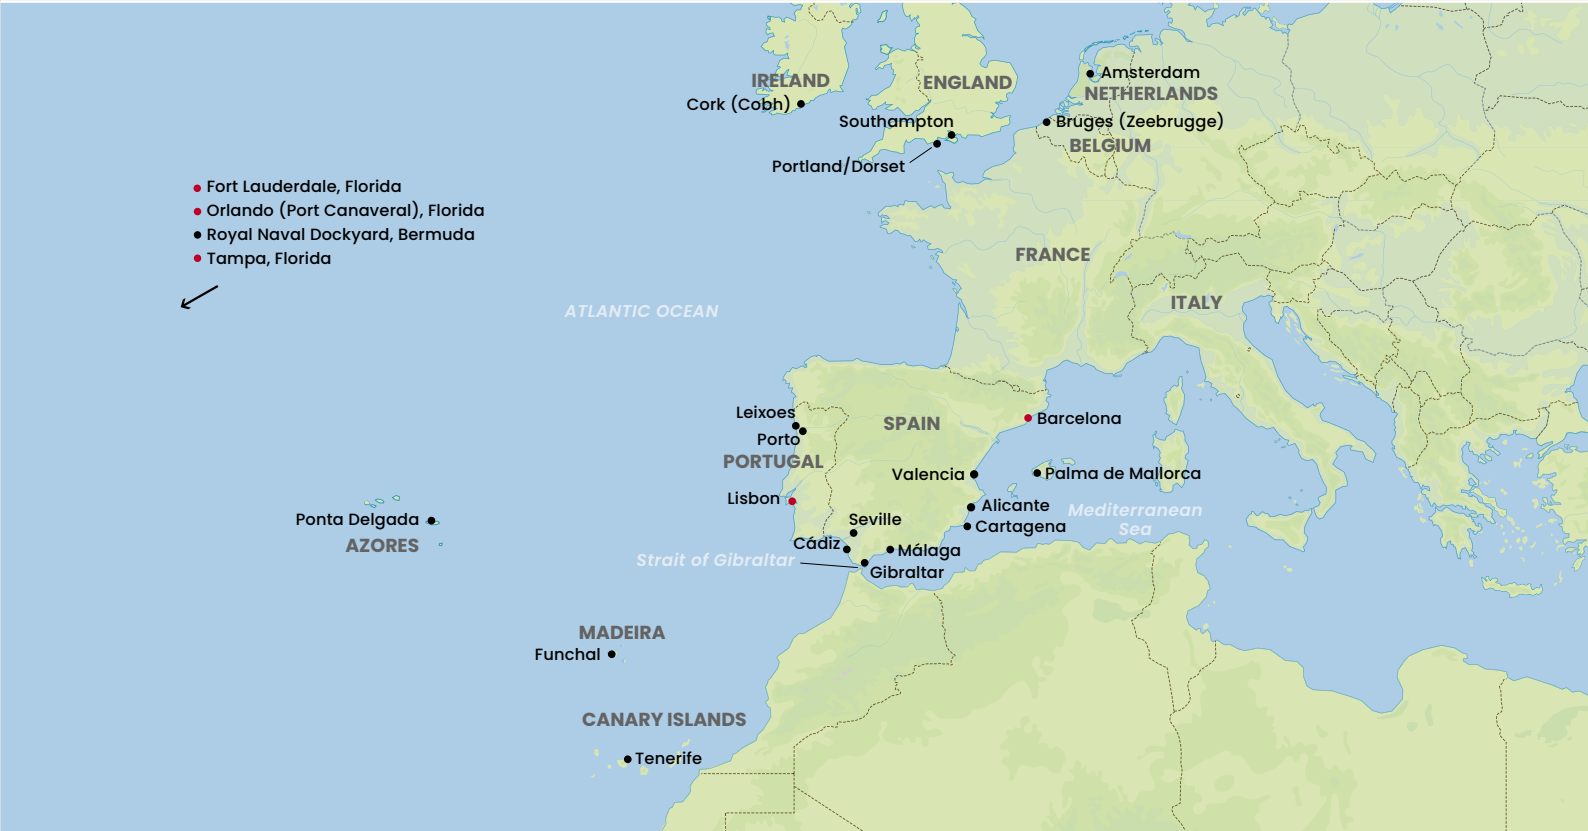 IRELAND
ENGLAND
Amsterdam
NETHERLANDS
Cork (Cobh)
Southampton
Bruges (Zeebrugge)
BELGIUM
Portland/Dorset
Fort Lauderdale, Florida
Orlando (Port Canaveral), Florida
Royal Naval Dockyard, Bermuda
Tampa, Florida
FRANCE
ITALY
ATLANTIC OCEAN
Leixoes
Porto
PORTUGAL
SPAIN
Barcelona
Valencia
Palma de Mallorca
Lisbon
Alicante
Cartagena
Mediterranean
Sea
Seville
Cádiz
Málaga
Gibraltar
Strait of Gibraltar
Ponta Delgada
AZORES
MADEIRA
Funchal
CANARY ISLANDS
Tenerife